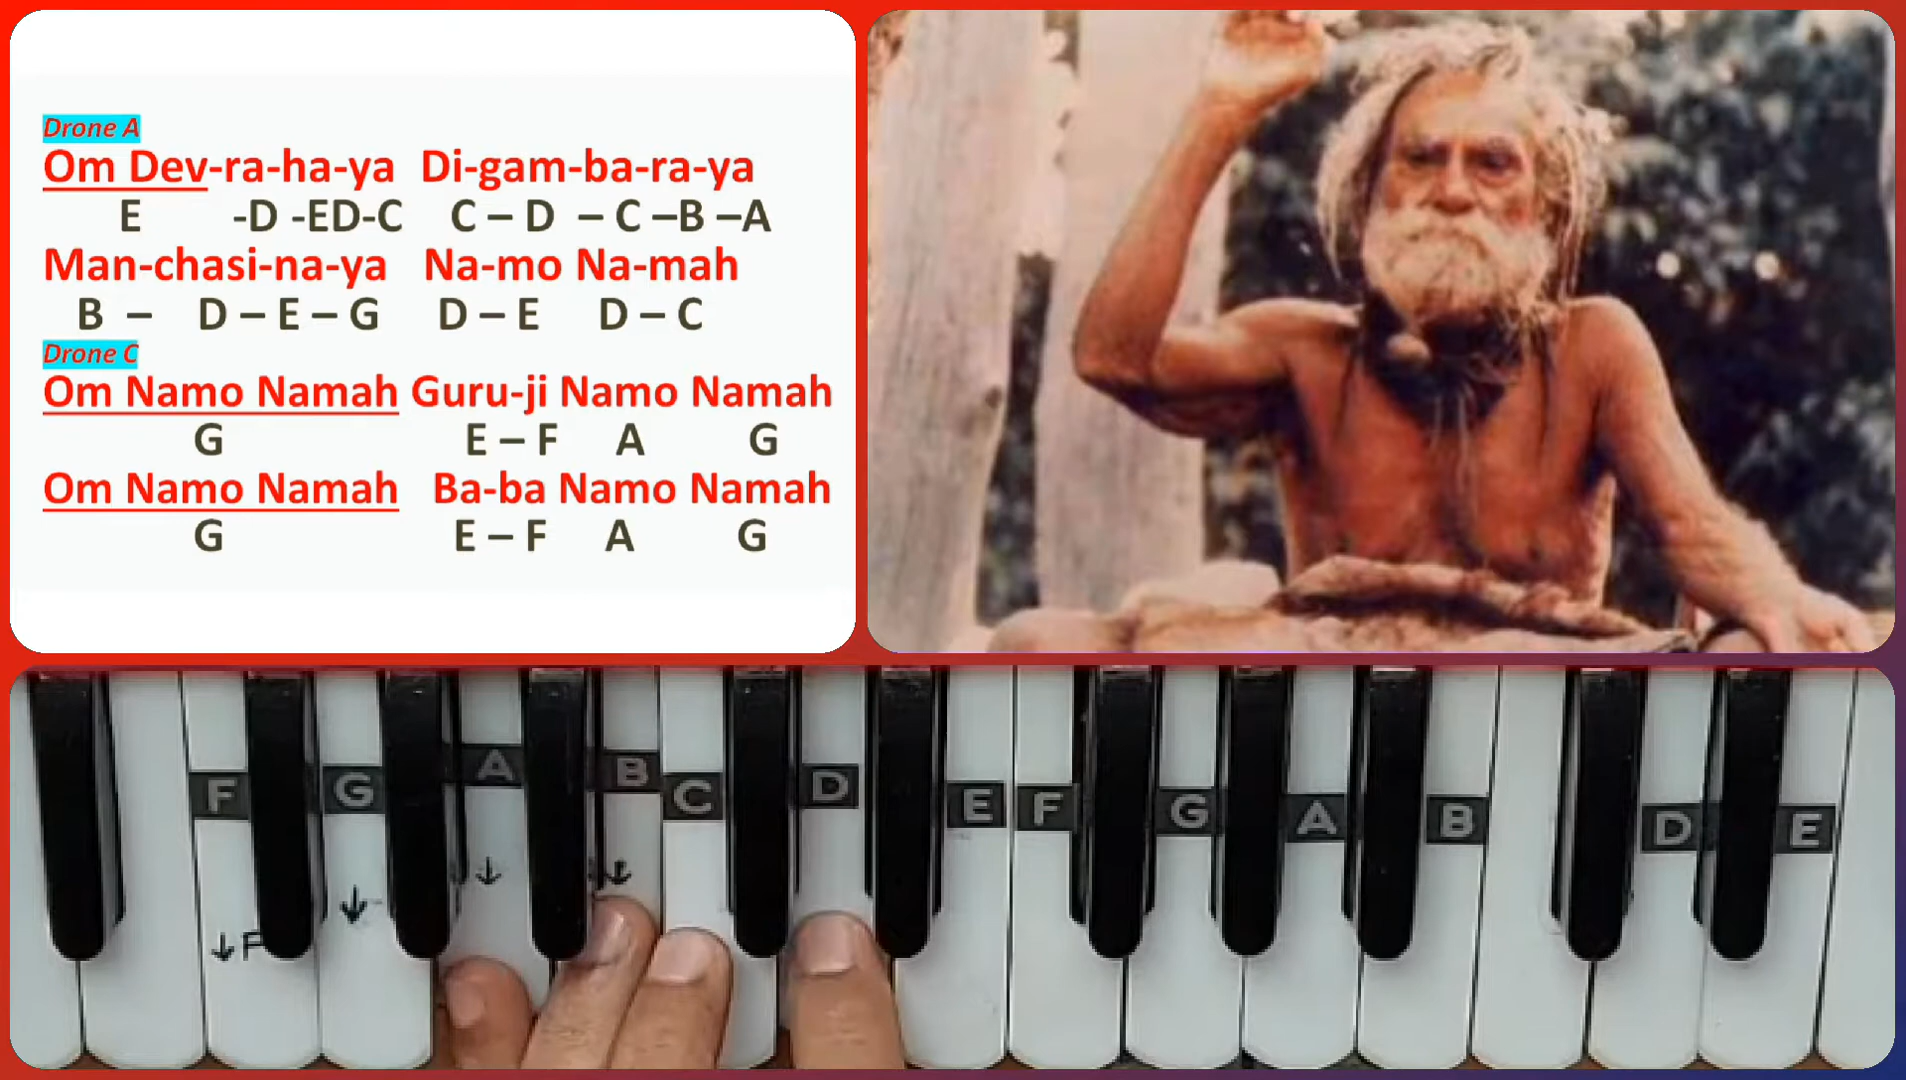 Drone A
Om Dev-ra-ha-ya Di-gam-ba-ra-ya
E -D -ED-C C – D – C –B –A
Man-chasi-na-ya Na-mo Na-mah
B – D – E – G D – E D – C
Drone C
Om Namo Namah Guru-ji Namo Namah
G E – F A G
Om Namo Namah Ba-ba Namo Namah
G E – F A G
F G A B C D E F G A B D E
↓ ↓
↓
↓F